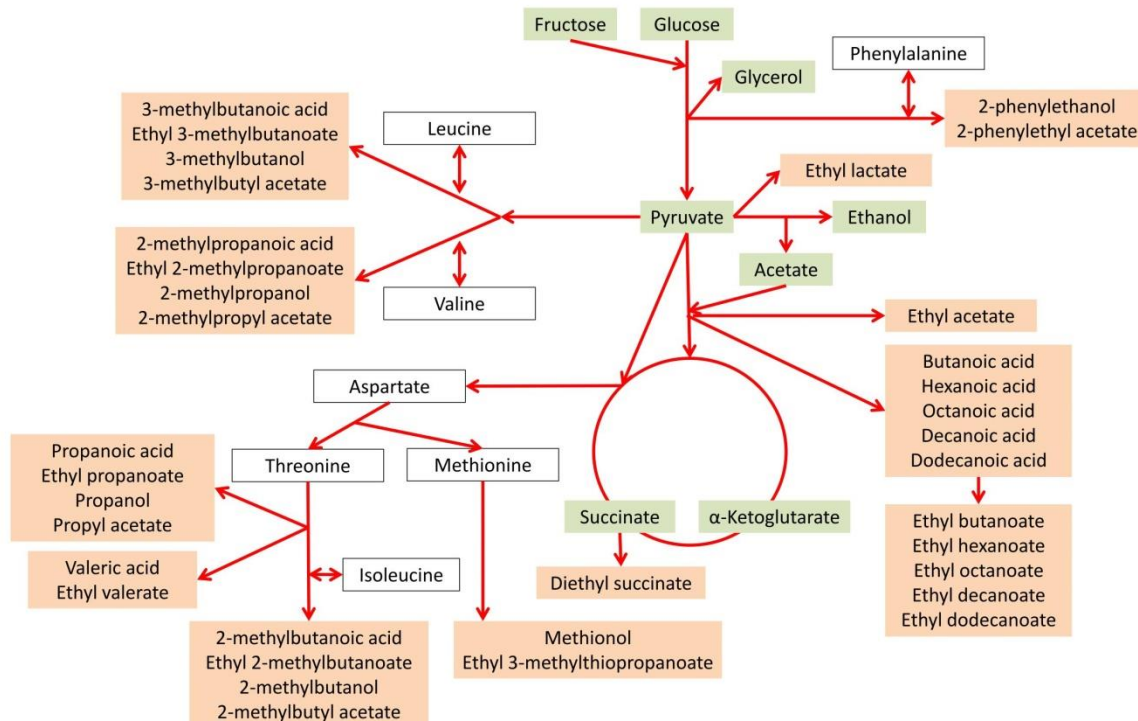 Fructose
Glucose
Glycerol
Phenylalanine
2-phenylethanol
2-phenylethyl acetate
3-methylbutanoic acid
Ethyl 3-methylbutanoate
3-methylbutanol
3-methylbutyl acetate
Leucine
Ethyl lactate
Pyruvate
Ethanol
2-methylpropanoic acid
Ethyl 2-methylpropanoate
2-methylpropanol
2-methylpropyl acetate
Valine
Acetate
Ethyl acetate
Aspartate
Butanoic acid
Hexanoic acid
Octanoic acid
Decanoic acid
Dodecanoic acid
Propanoic acid
Ethyl propanoate
Propanol
Propyl acetate
Threonine
Methionine
Succinate
α-Ketoglutarate
Valeric acid
Ethyl valerate
Isoleucine
Diethyl succinate
Ethyl butanoate
Ethyl hexanoate
Ethyl octanoate
Ethyl decanoate
Ethyl dodecanoate
2-methylbutanoic acid
Ethyl 2-methylbutanoate
2-methylbutanol
2-methylbutyl acetate
Methionol
Ethyl 3-methylthiopropanoate